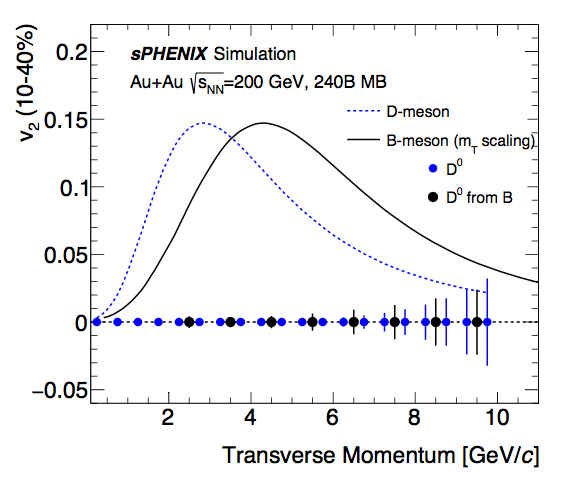 sPHENIX Simulation
Au+Au √sNN=200 GeV, 240B MB
D-meson
B-meson (mT scaling)
D0
D0 from B
v2 (10-40%)
0.2
0.15
0.1
0.05
0
−0.05
2
4
6
8
10
Transverse Momentum [GeV/c]